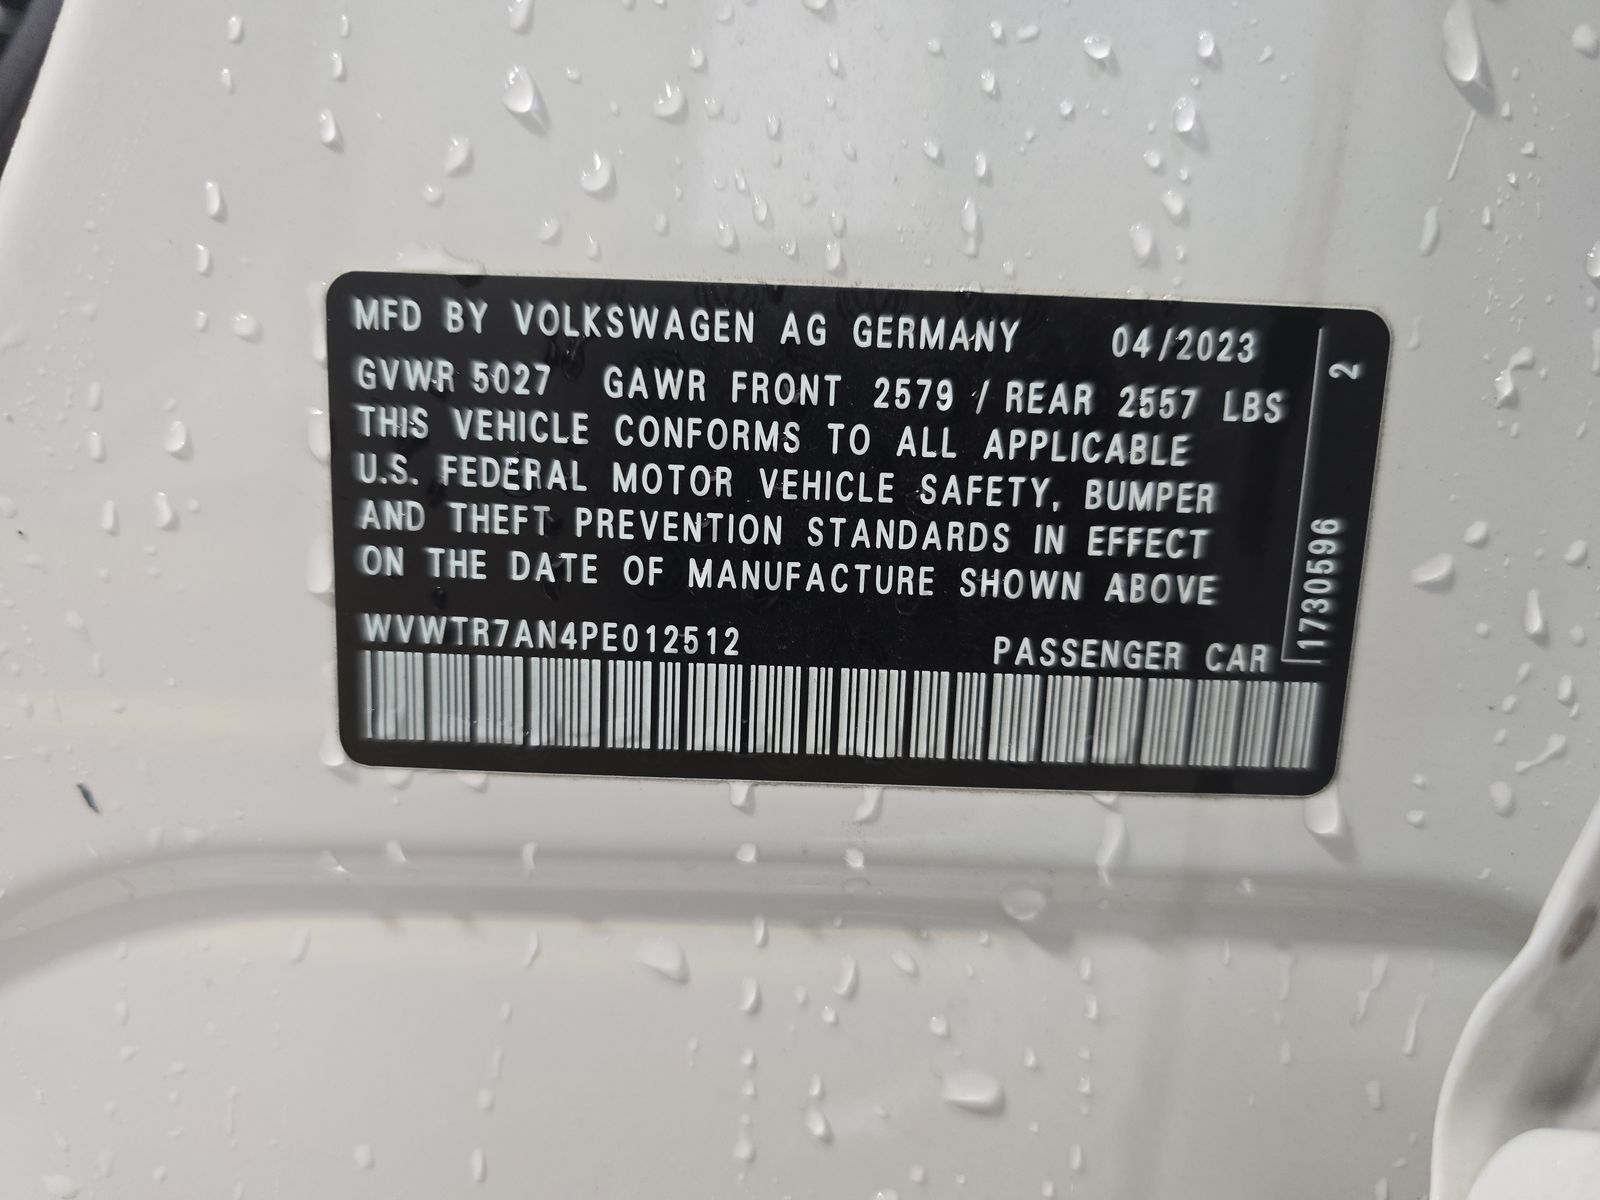 MFD BY VOLKSWAGEN AG GERMANY 04/2023
GVWR 5027 GAWR FRONT 2579 / REAR 2557 LBS
THIS VEHICLE CONFORMS TO ALL APPLICABLE
U.S. FEDERAL MOTOR VEHICLE SAFETY, BUMPER
AND THEFT PREVENTION STANDARDS IN EFFECT
ON THE DATE OF MANUFACTURE SHOWN ABOVE
WVWTR7AN4PE012512 PASSENGER CAR
17305596 2